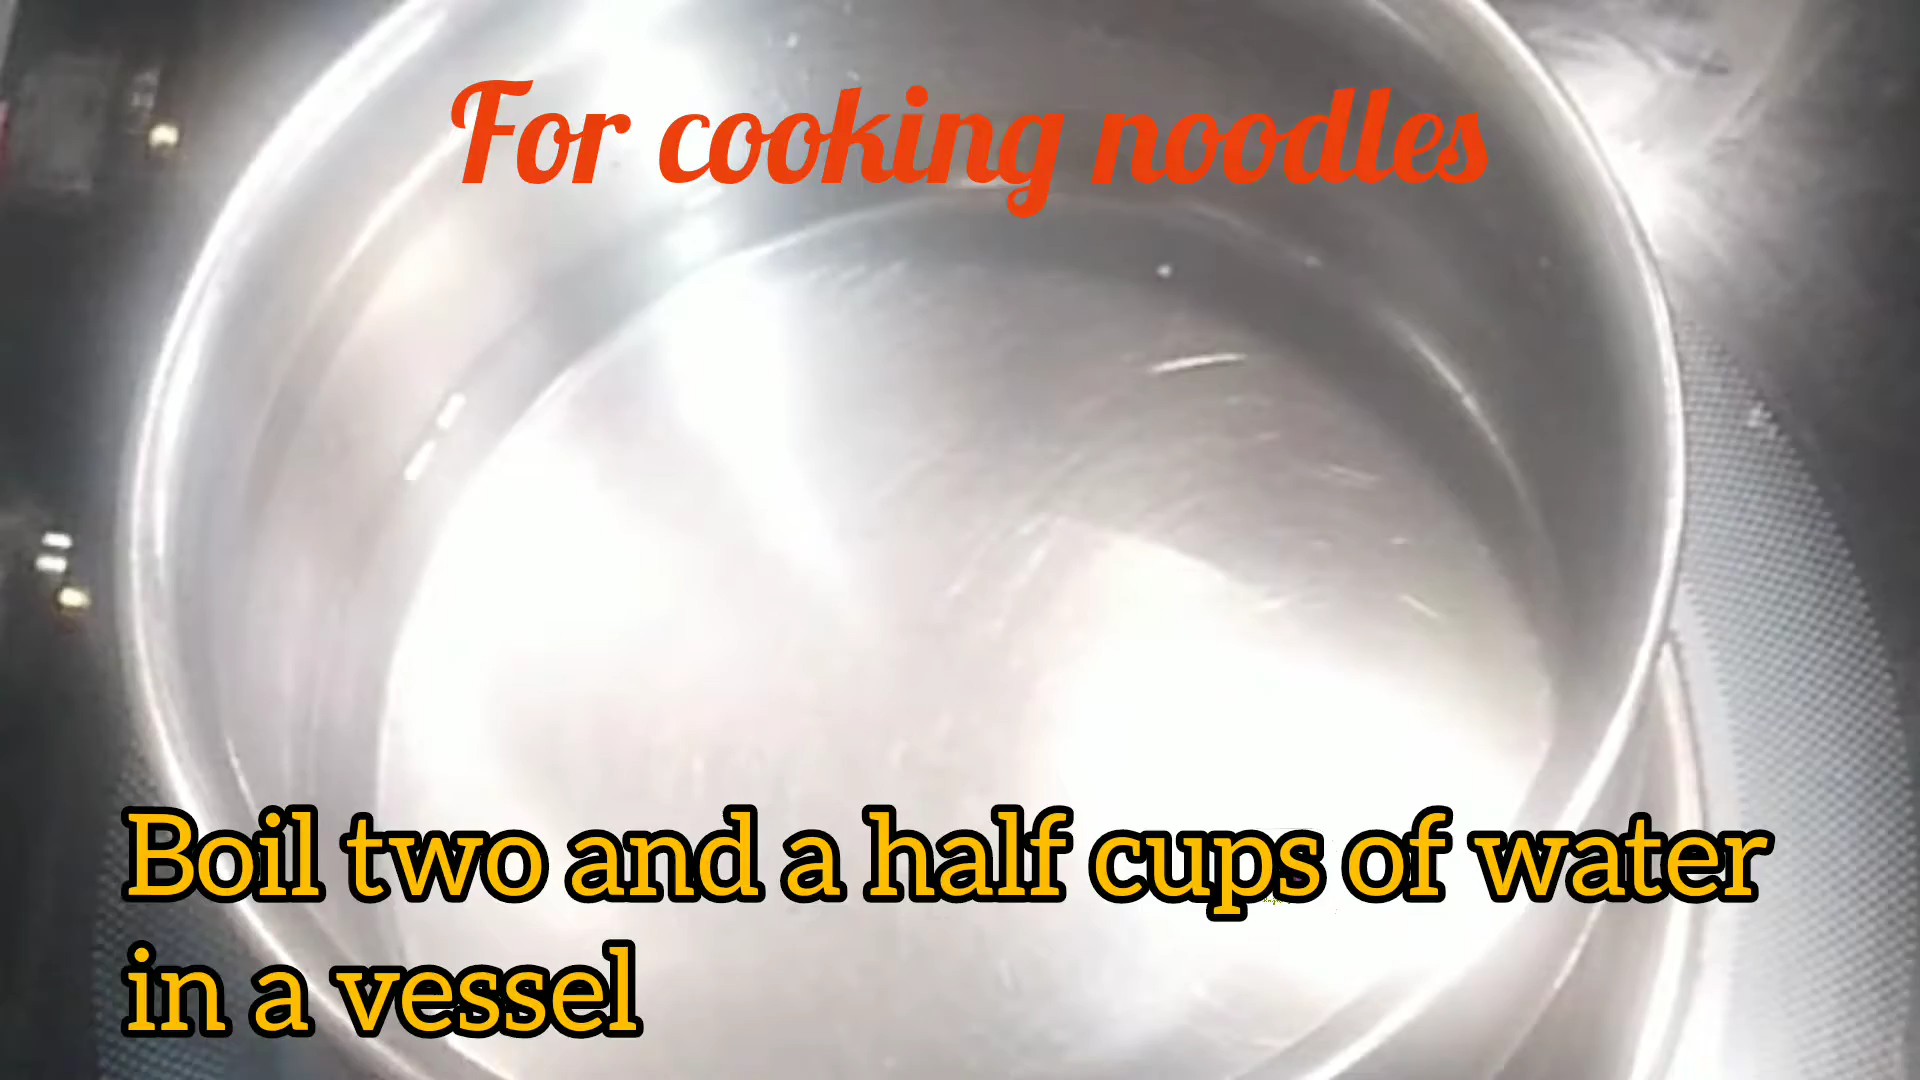 For cooking noodles
Boil two and a half cups of water
in a vessel